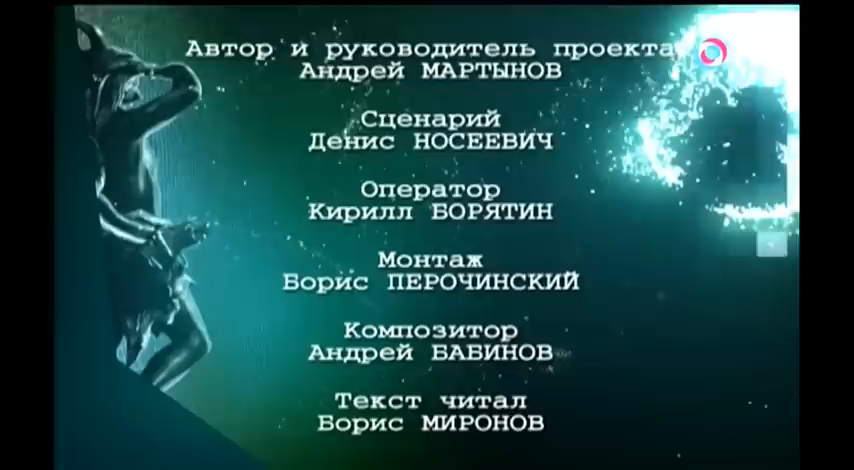 Автор и руководитель проекта
Андрей МАРТЫНОВ
Сценарий
Денис НОСЕЕВИЧ
Оператор
Кирилл БОРЯТИН
Монтаж
Борис ПЕРОЧИНСКИЙ
Композитор
Андрей БАБИНОВ
Текст читал
Борис МИРОНОВ